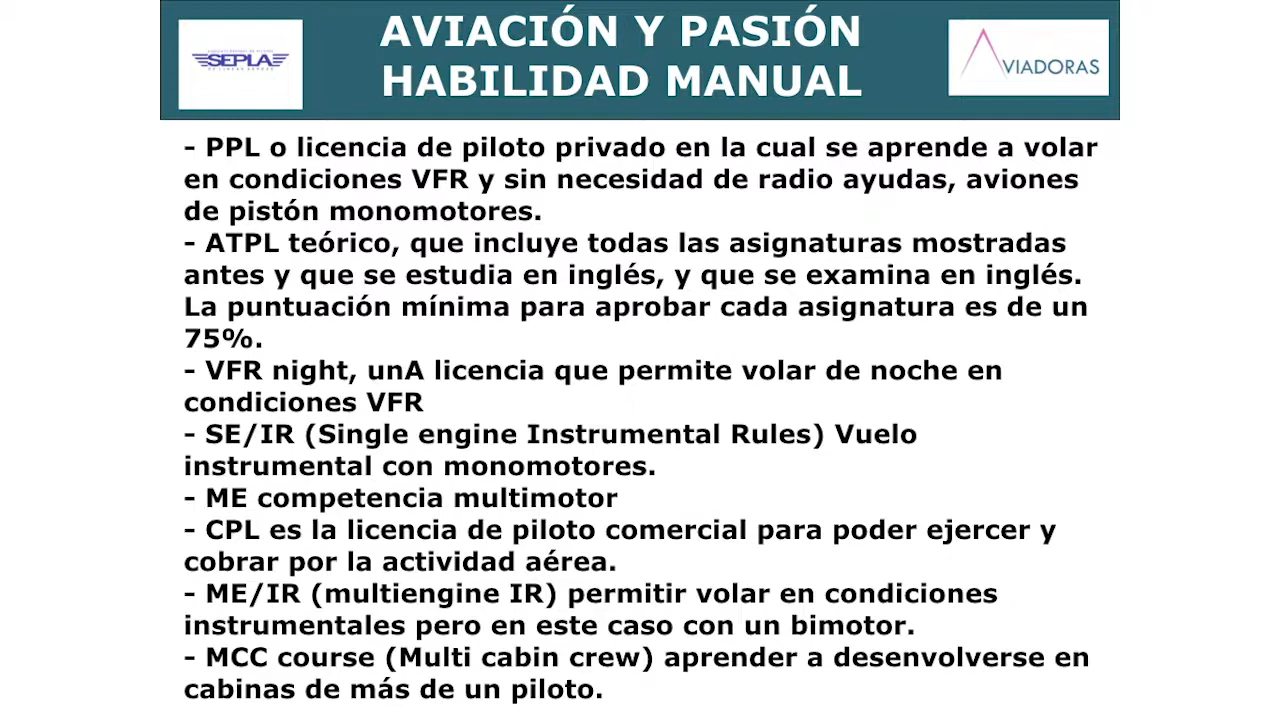 AVIACIÓN Y PASIÓN
HABILIDAD MANUAL
SEPLA
AVIADORAS
- PPL o licencia de piloto privado en la cual se aprende a volar
en condiciones VFR y sin necesidad de radio ayudas, aviones
de pistón monomotores.
- ATPL teórico, que incluye todas las asignaturas mostradas
antes y que se estudia en inglés, y que se examina en inglés.
La puntuación mínima para aprobar cada asignatura es de un
75%.
- VFR night, unA licencia que permite volar de noche en
condiciones VFR
- SE/IR (Single engine Instrumental Rules) Vuelo
instrumental con monomotores.
- ME competencia multimotor
- CPL es la licencia de piloto comercial para poder ejercer y
cobrar por la actividad aérea.
- ME/IR (multiengine IR) permitir volar en condiciones
instrumentales pero en este caso con un bimotor.
- MCC course (Multi cabin crew) aprender a desenvolverse en
cabinas de más de un piloto.